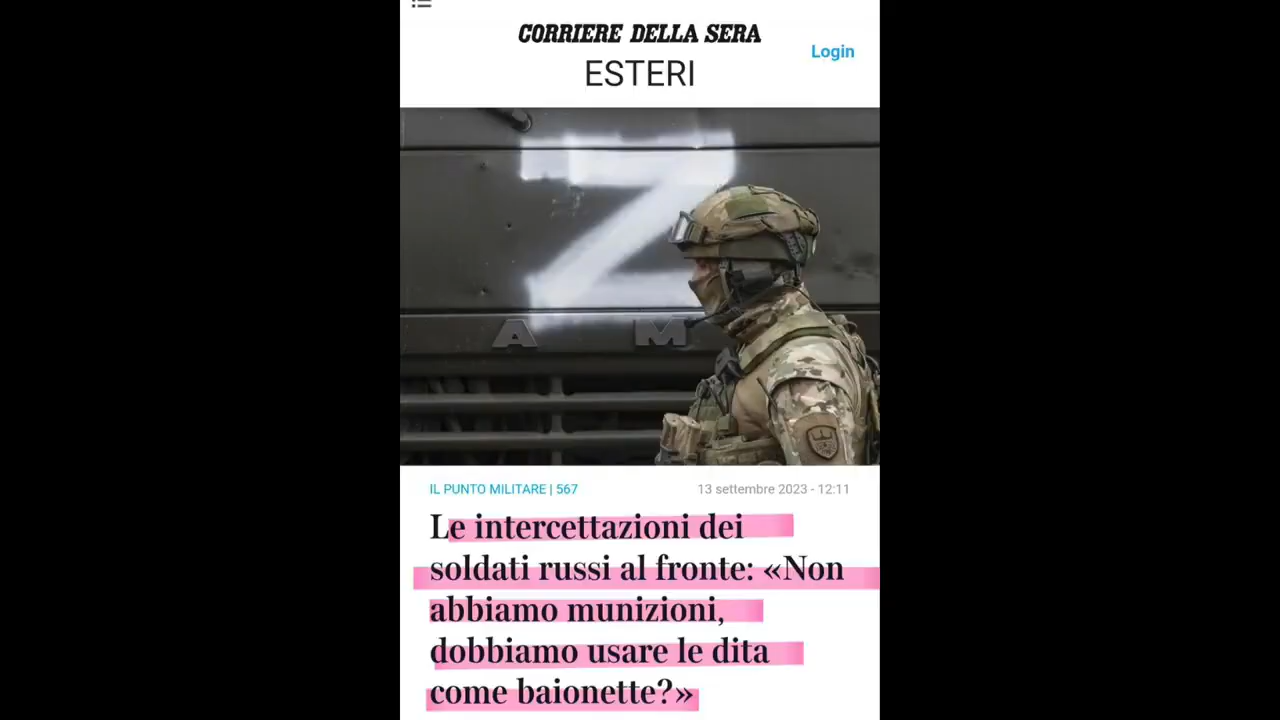 CORRIERE DELLA SERA
Login
ESTERI
Z
A M
IL PUNTO MILITARE | 567
13 settembre 2023 - 12:11
Le intercettazioni dei
soldati russi al fronte: «Non
abbiamo munizioni,
dobbiamo usare le dita
come baionette?»